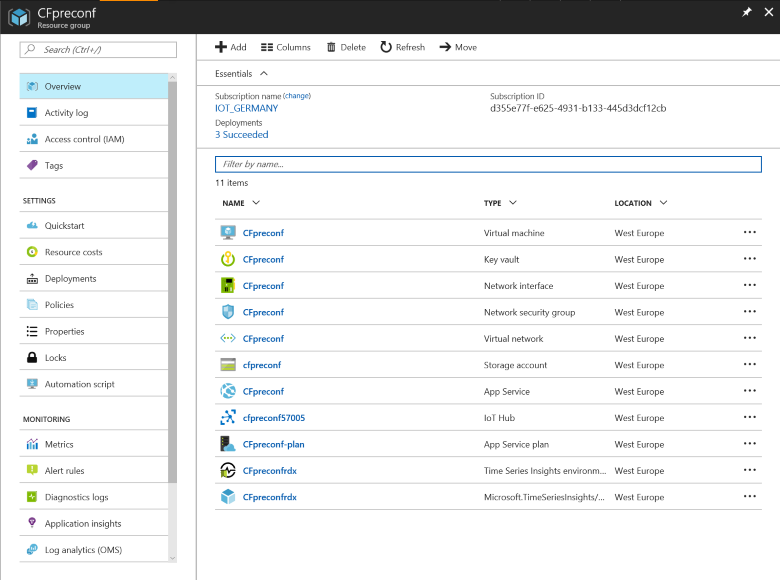 CFpreconf
Resource group
Search (Ctrl+/)
Overview
Activity log
Access control (IAM)
Tags
SETTINGS
Quickstart
Resource costs
Deployments
Policies
Properties
Locks
Automation script
MONITORING
Metrics
Alert rules
Diagnostics logs
Application insights
Log analytics (OMS)
Add Columns Delete Refresh Move
Essentials
Subscription name (change) Subscription ID
IOT_GERMANY d355e77f-e625-4931-b133-445d3dcf12cb
Deployments
3 Succeeded
Filter by name...
11 items
NAME TYPE LOCATION
CFpreconf Virtual machine West Europe
CFpreconf Key vault West Europe
CFpreconf Network interface West Europe
CFpreconf Network security group West Europe
CFpreconf Virtual network West Europe
cfpreconf Storage account West Europe
CFpreconf App Service West Europe
cfpreconf57005 IoT Hub West Europe
CFpreconf-plan App Service plan West Europe
CFpreconfrdx Time Series Insights environm... West Europe
CFpreconfrdx Microsoft.TimeSeriesInsights/... West Europe